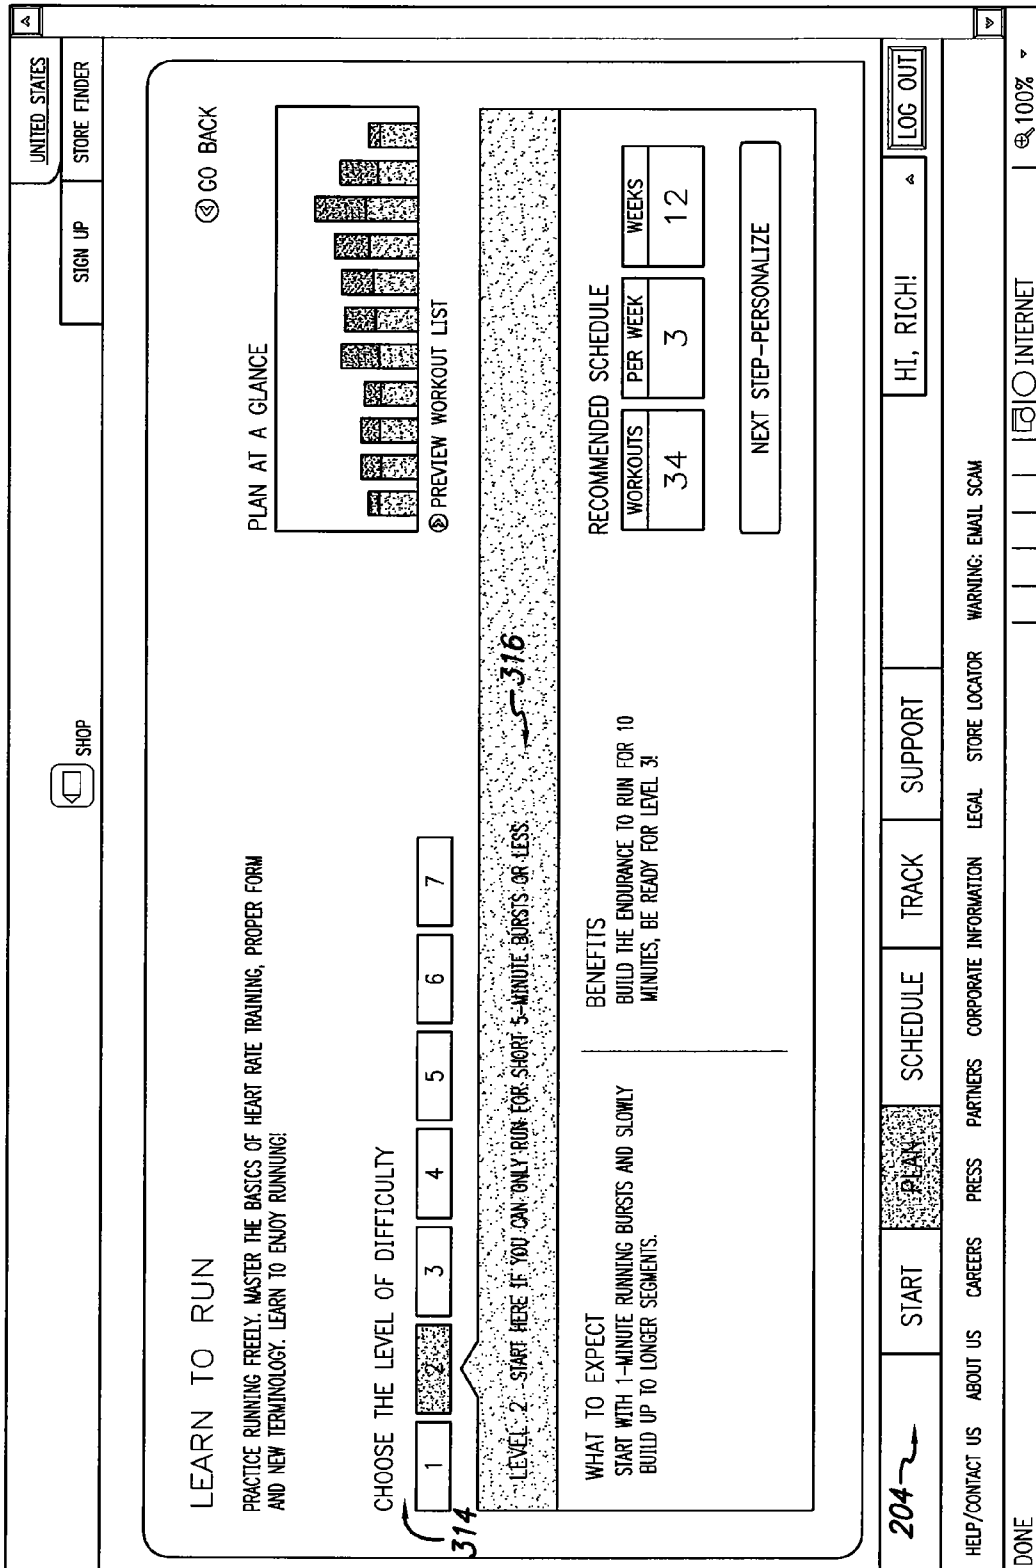 UNITED STATES
SHOP
SIGN UP
STORE FINDER
LEARN TO RUN
GO BACK
PRACTICE RUNNING FREELY. MASTER THE BASICS OF HEART RATE TRAINING, PROPER FORM
AND NEW TERMINOLOGY. LEARN TO ENJOY RUNNUNG!
PLAN AT A GLANCE
CHOOSE THE LEVEL OF DIFFICULTY
1 2 3 4 5 6 7
PREVIEW WORKOUT LIST
314
LEVEL 2 -START HERE IF YOU CAN ONLY RUN FOR SHORT 5-MINUTE BURSTS OR LESS.
316
WHAT TO EXPECT
START WITH 1-MINUTE RUNNING BURSTS AND SLOWLY
BUILD UP TO LONGER SEGMENTS.
BENEFITS
BUILD THE ENDURANCE TO RUN FOR 10
MINUTES, BE READY FOR LEVEL 3!
RECOMMENDED SCHEDULE
WORKOUTS PER WEEK WEEKS
34 3 12
NEXT STEP-PERSONALIZE
204
START PLAN SCHEDULE TRACK SUPPORT HI, RICH! LOG OUT
HELP/CONTACT US ABOUT US CAREERS PRESS PARTNERS CORPORATE INFORMATION LEGAL STORE LOCATOR WARNING: EMAIL SCAM
DONE INTERNET 100%